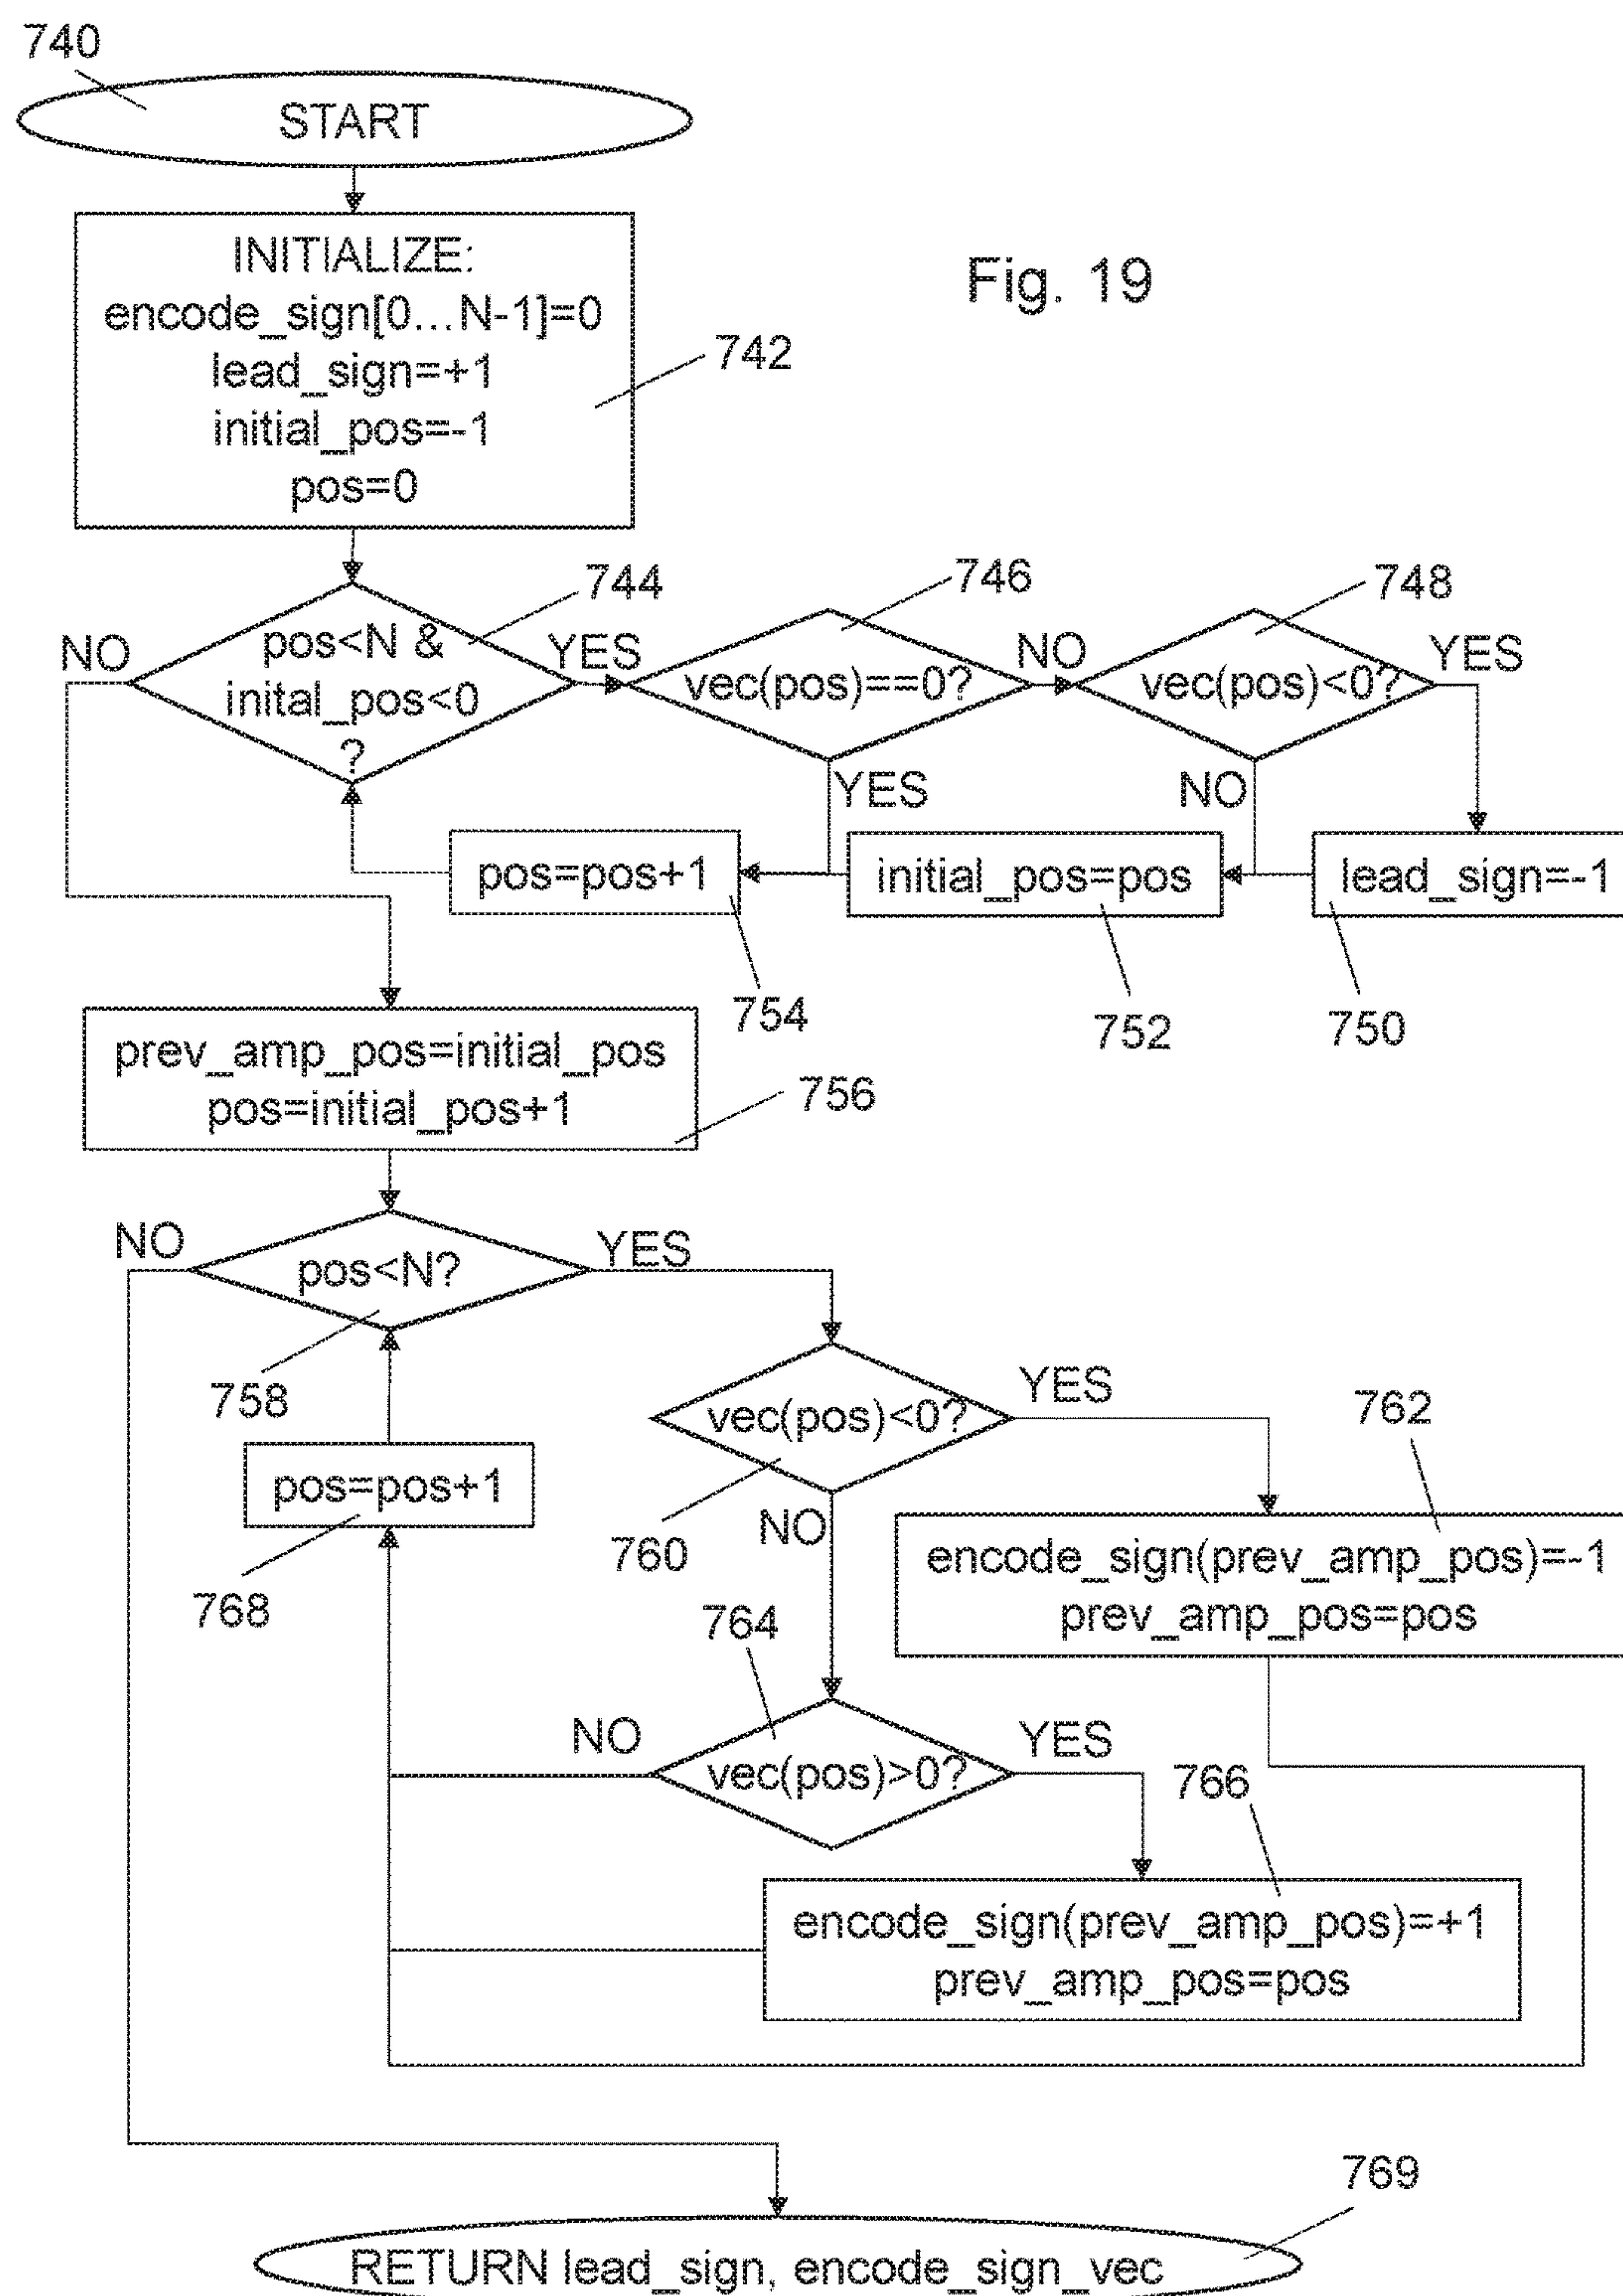 740
START
INITIALIZE:
encode_sign[0...N-1]=0
lead_sign=+1
initial_pos=-1
pos=0
742
Fig. 19
744
746
748
NO
pos<N &
inital_pos<0
?
YES
vec(pos)==0?
NO
vec(pos)<0?
YES
YES
NO
pos=pos+1
initial_pos=pos
lead_sign=-1
754
752
750
prev_amp_pos=initial_pos
pos=initial_pos+1
756
NO
pos<N?
YES
758
vec(pos)<0?
YES
762
pos=pos+1
760
NO
encode_sign(prev_amp_pos)=-1
prev_amp_pos=pos
768
764
NO
vec(pos)>0?
YES
766
encode_sign(prev_amp_pos)=+1
prev_amp_pos=pos
769
RETURN lead_sign, encode_sign_vec